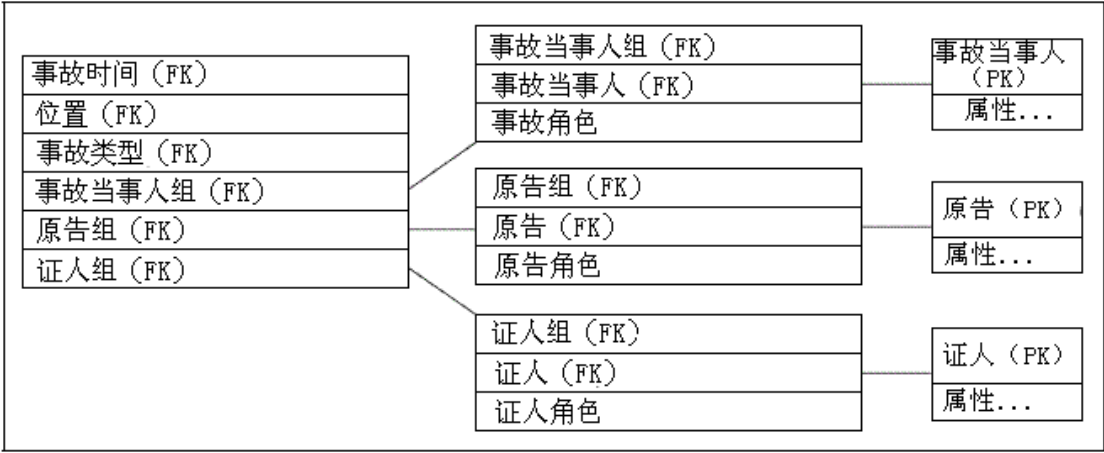 事故时间（FK）
位置（FK）
事故类型（FK）
事故当事人组（FK）
原告组（FK）
证人组（FK）
事故当事人组（FK）
事故当事人（FK）
事故角色
原告组（FK）
原告（FK）
原告角色
证人组（FK）
证人（FK）
证人角色
事故当事人
（PK）
属性...
原告（PK）
属性...
证人（PK）
属性...